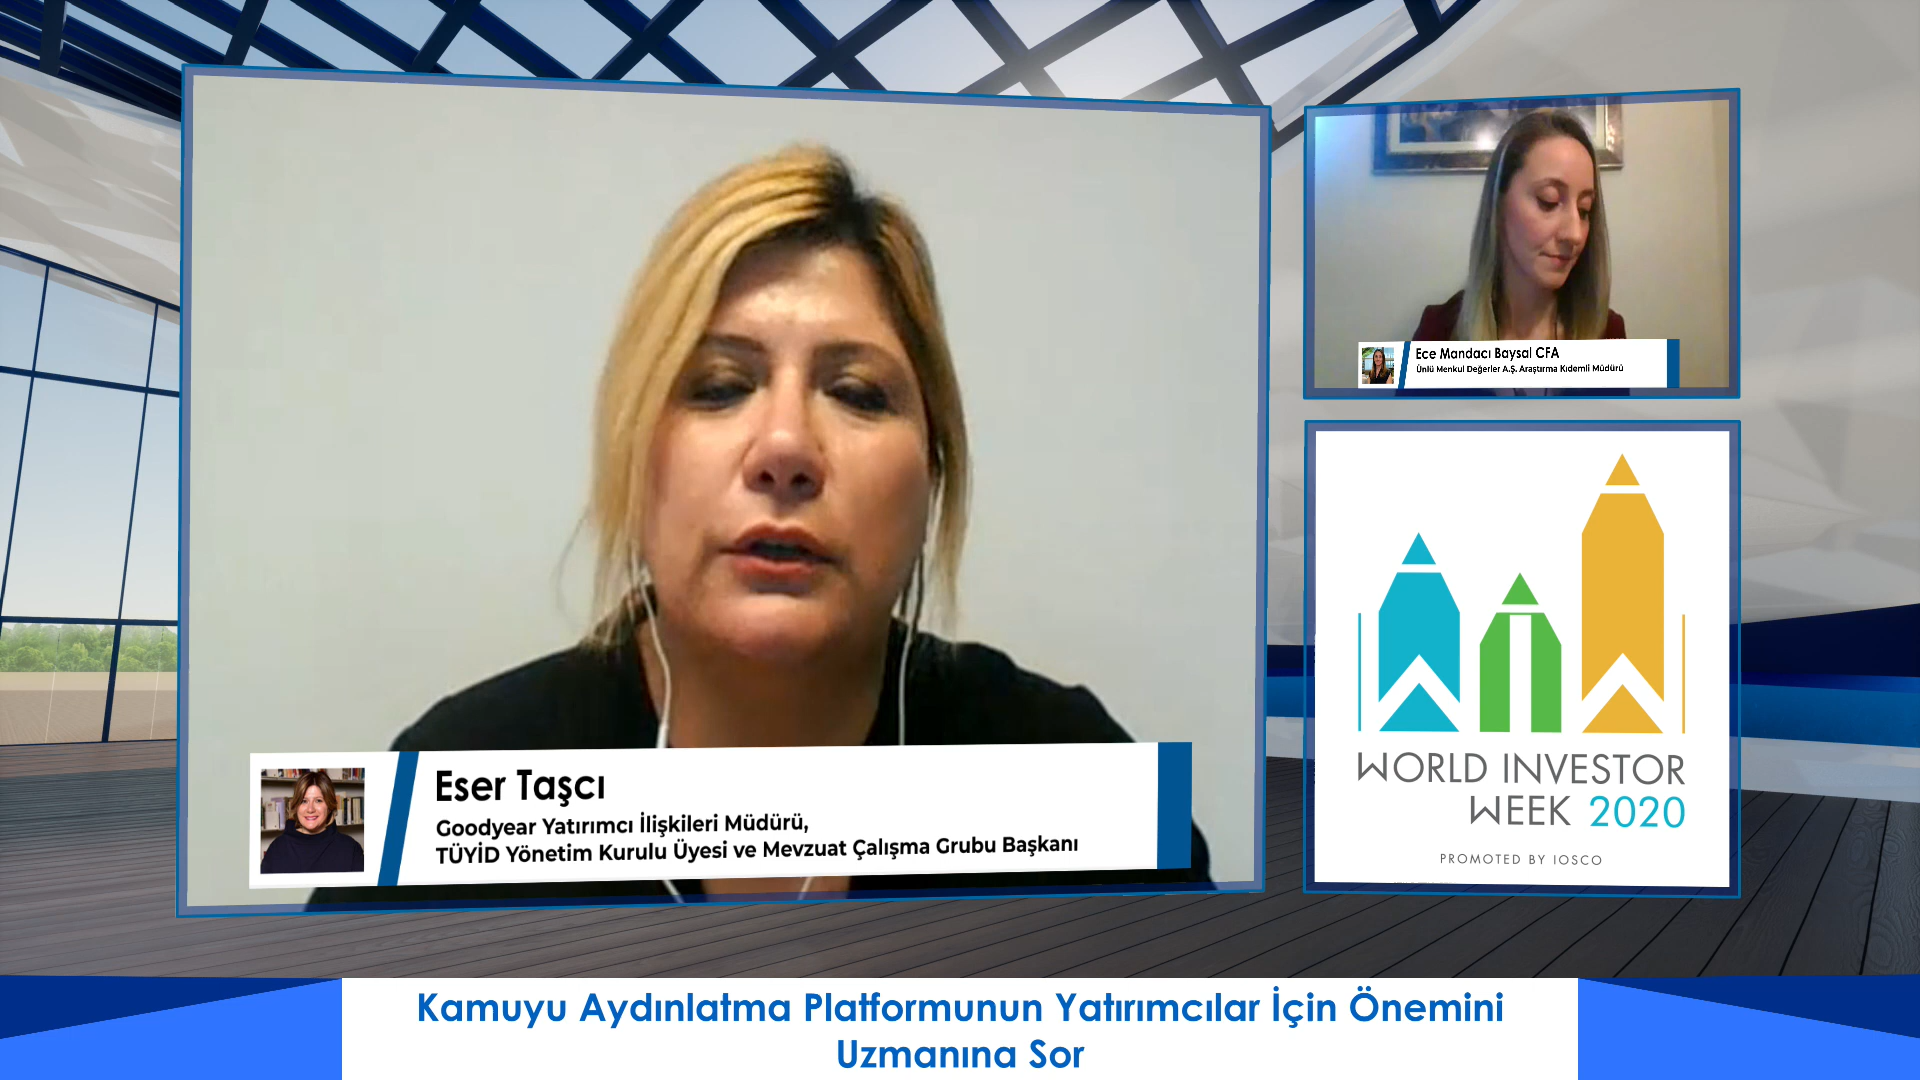 Eser Taşcı
Goodyear Yatırımcı İlişkileri Müdürü,
TÜYİD Yönetim Kurulu Üyesi ve Mevzuat Çalışma Grubu Başkanı
Ece Mandacı Baysal CFA
Ünlü Menkul Değerler A.Ş. Araştırma Kıdemli Müdürü
WORLD INVESTOR
WEEK 2020
PROMOTED BY IOSCO
Kamuyu Aydınlatma Platformunun Yatırımcılar İçin Önemini
Uzmanına Sor